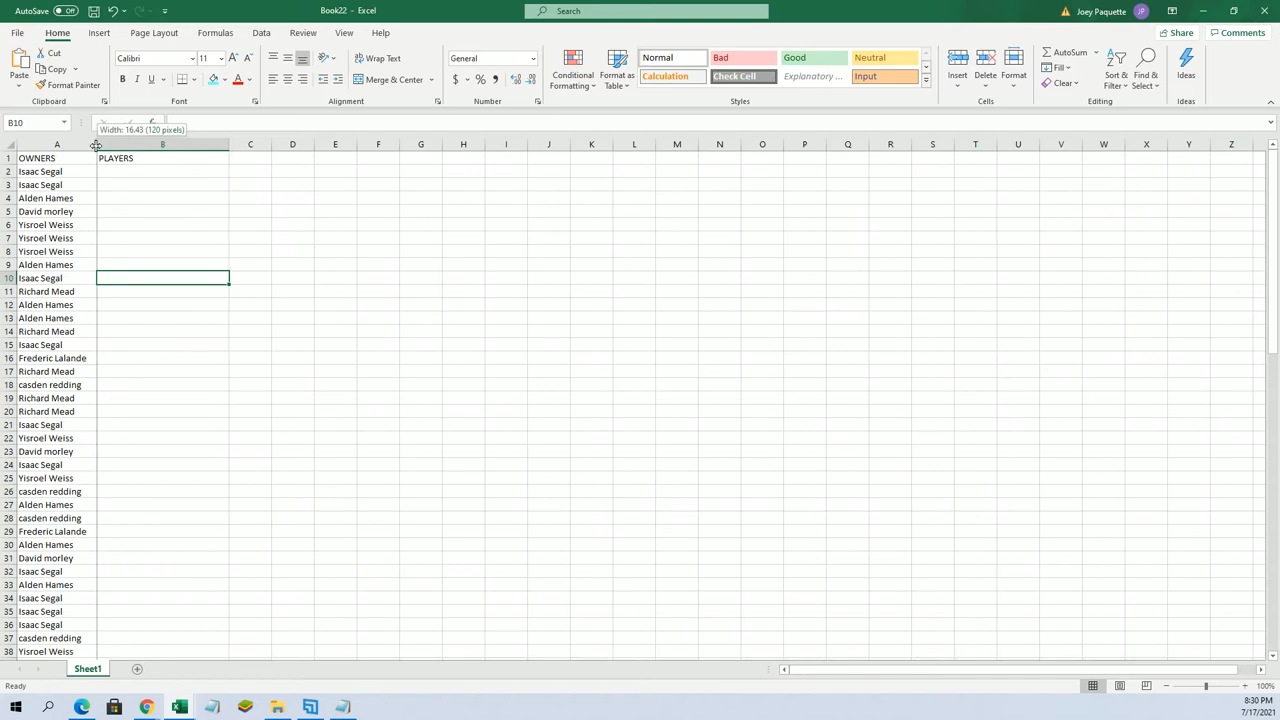 AutoSave Off Book22 - Excel Search Joey Paquette JP
File Home Insert Page Layout Formulas Data Review View Help Share Comments
Paste Cut Copy Format Painter Clipboard
Calibri 11 B I U Font
Wrap Text Merge & Center Alignment
General $ % Number
Conditional Formatting Format as Table
Normal Bad Good Neutral
Calculation Check Cell Explanatory ... Input
Styles
Insert Delete Format Cells
AutoSum Fill Clear Sort & Filter Find & Select Editing
Ideas Ideas
B10
Width: 16.43 (120 pixels)
A B C D E F G H I J K L M N O P Q R S T U V W X Y Z
1 OWNERS PLAYERS
2 Isaac Segal
3 Isaac Segal
4 Alden Hames
5 David morley
6 Yisroel Weiss
7 Yisroel Weiss
8 Yisroel Weiss
9 Alden Hames
10 Isaac Segal
11 Richard Mead
12 Alden Hames
13 Alden Hames
14 Richard Mead
15 Isaac Segal
16 Frederic Lalande
17 Richard Mead
18 casden redding
19 Richard Mead
20 Richard Mead
21 Isaac Segal
22 Yisroel Weiss
23 David morley
24 Isaac Segal
25 Yisroel Weiss
26 casden redding
27 Alden Hames
28 casden redding
29 Frederic Lalande
30 Alden Hames
31 David morley
32 Isaac Segal
33 Alden Hames
34 Isaac Segal
35 Isaac Segal
36 Isaac Segal
37 casden redding
38 Yisroel Weiss
Sheet1
Ready 100%
8:30 PM
7/17/2021